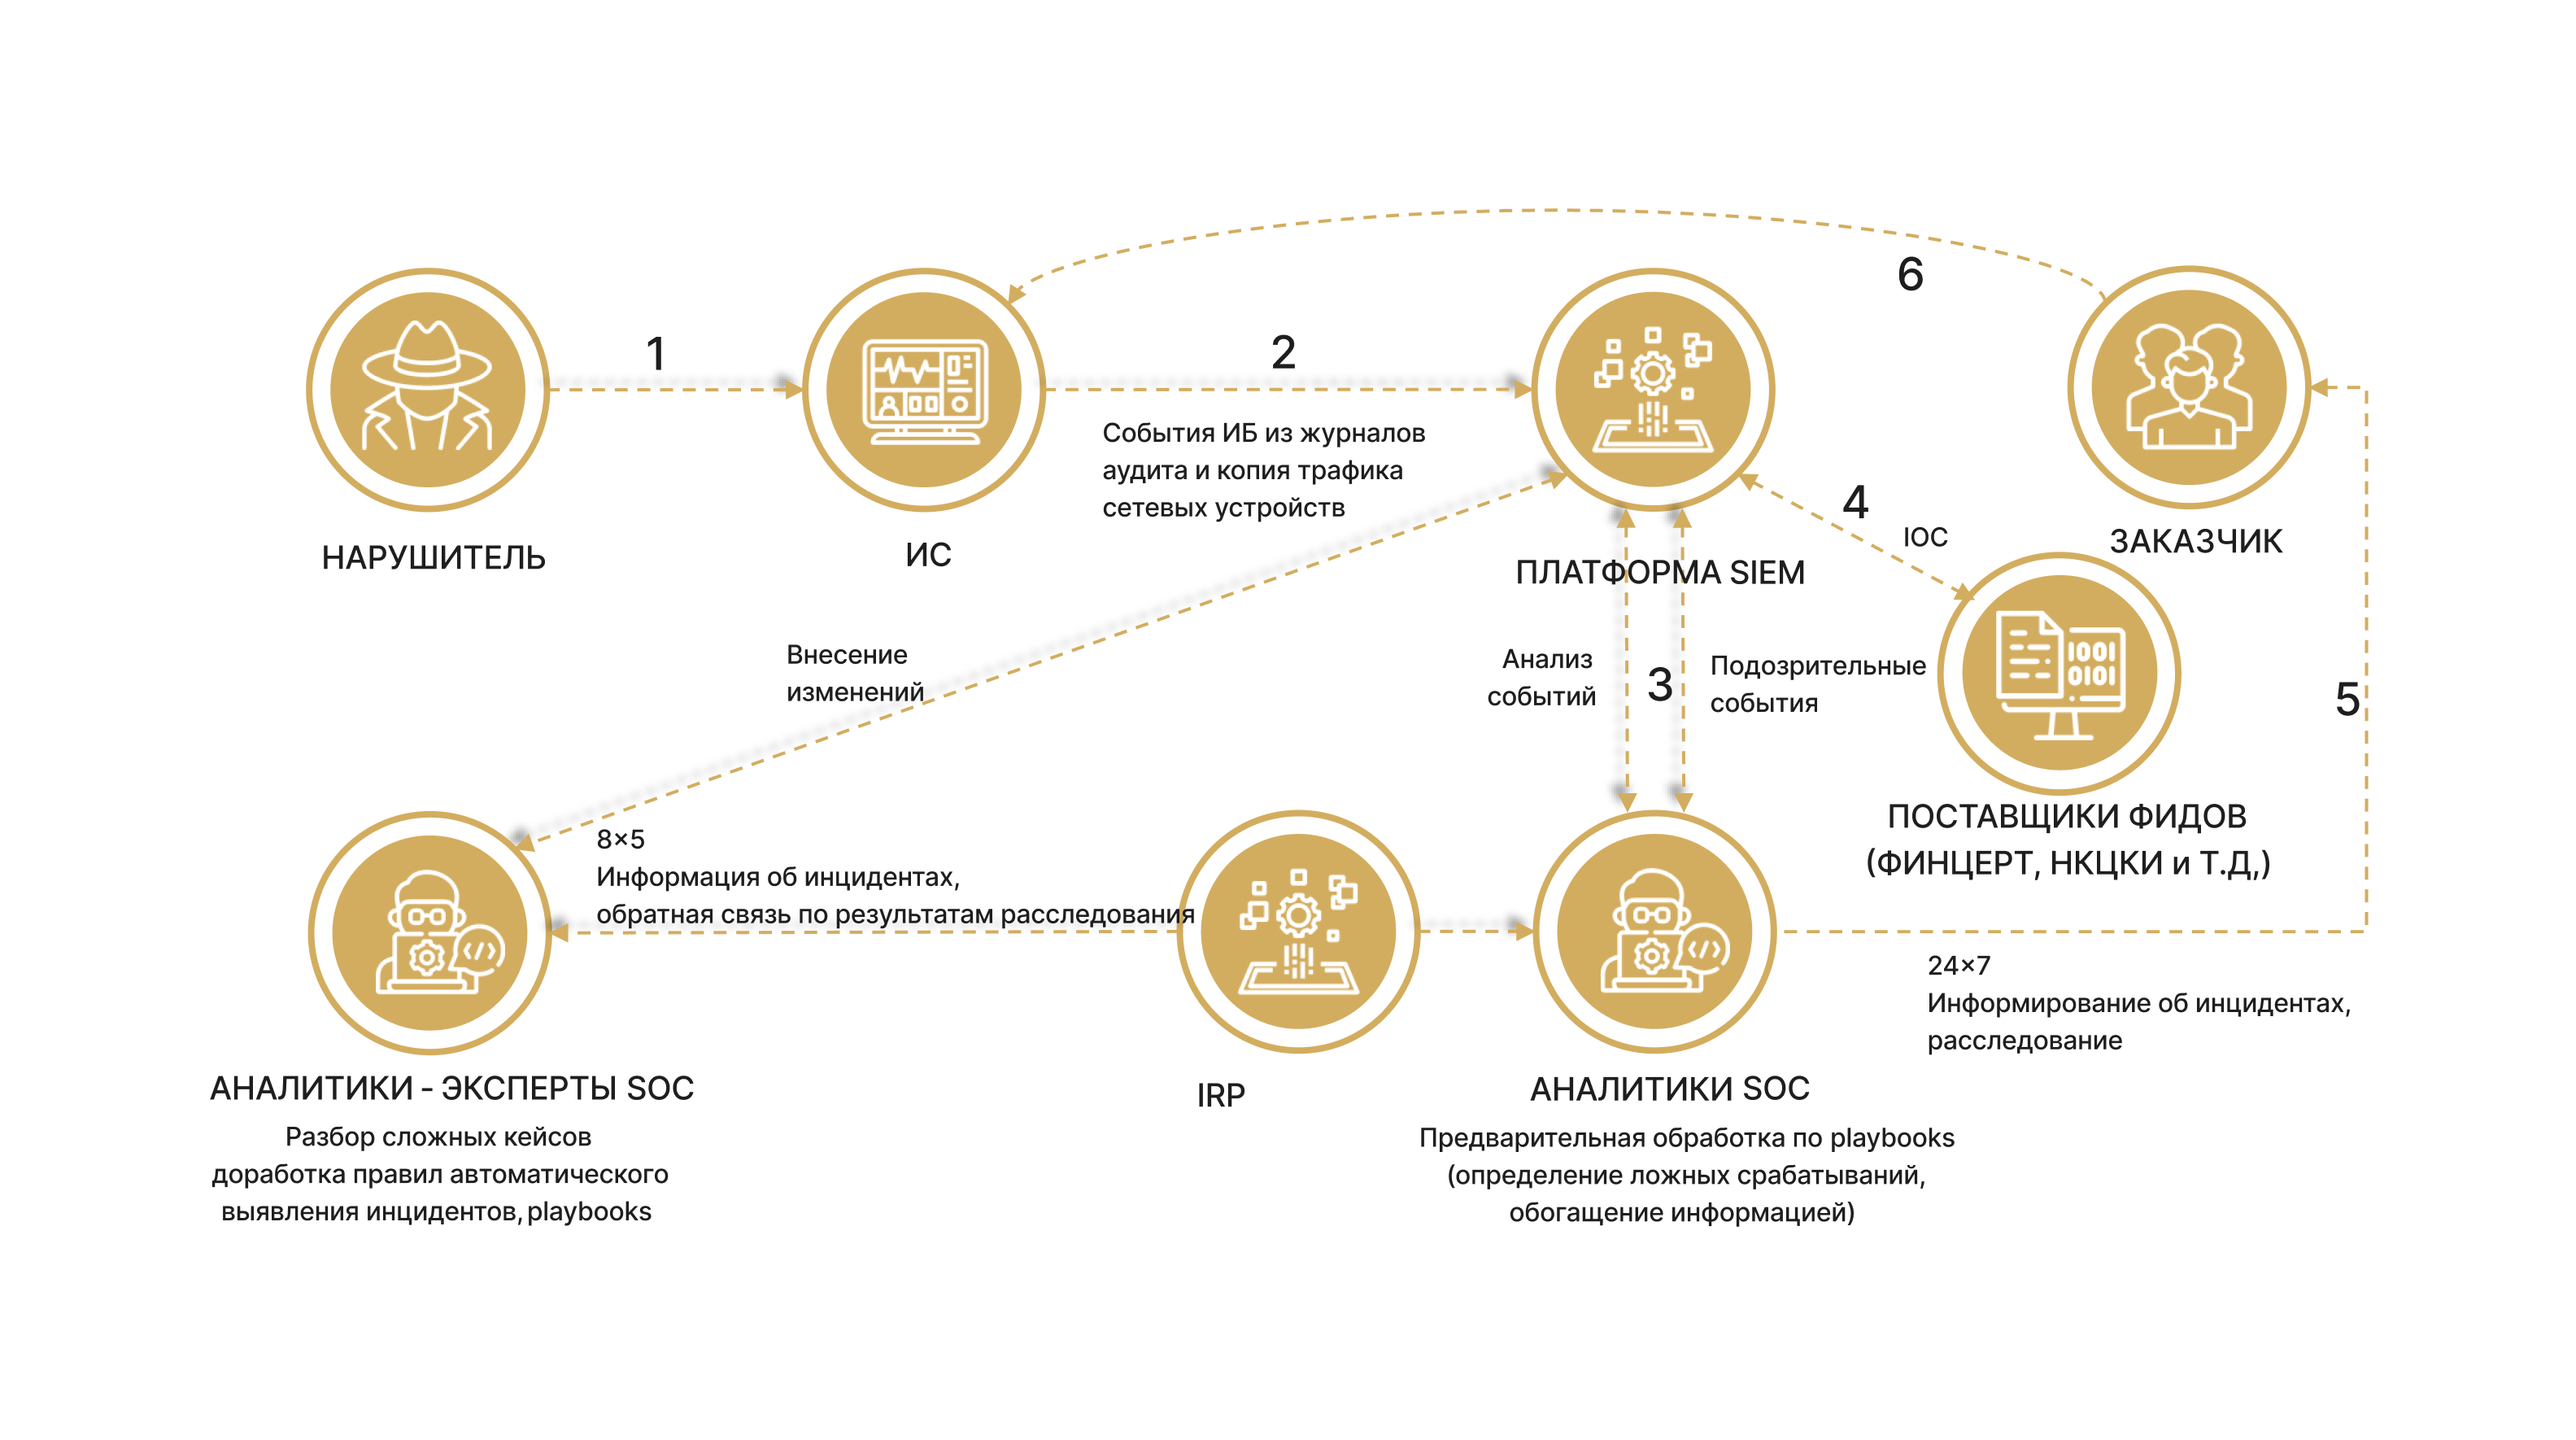 6
1
2
События ИБ из журналов
аудита и копия трафика
сетевых устройств
4
IOC
НАРУШИТЕЛЬ
ИС
ПЛАТФОРМА SIEM
ЗАКАЗЧИК
Внесение
изменений
Анализ
событий
3
Подозрительные
события
5
1001
0101
ПОСТАВЩИКИ ФИДОВ
(ФИНЦЕРТ, НКЦКИ и Т.Д,)
8×5
Информация об инцидентах,
обратная связь по результатам расследования
24×7
Информирование об инцидентах,
расследование
АНАЛИТИКИ - ЭКСПЕРТЫ SOC
Разбор сложных кейсов
доработка правил автоматического
выявления инцидентов, playbooks
IRP
АНАЛИТИКИ SOC
Предварительная обработка по playbooks
(определение ложных срабатываний,
обогащение информацией)